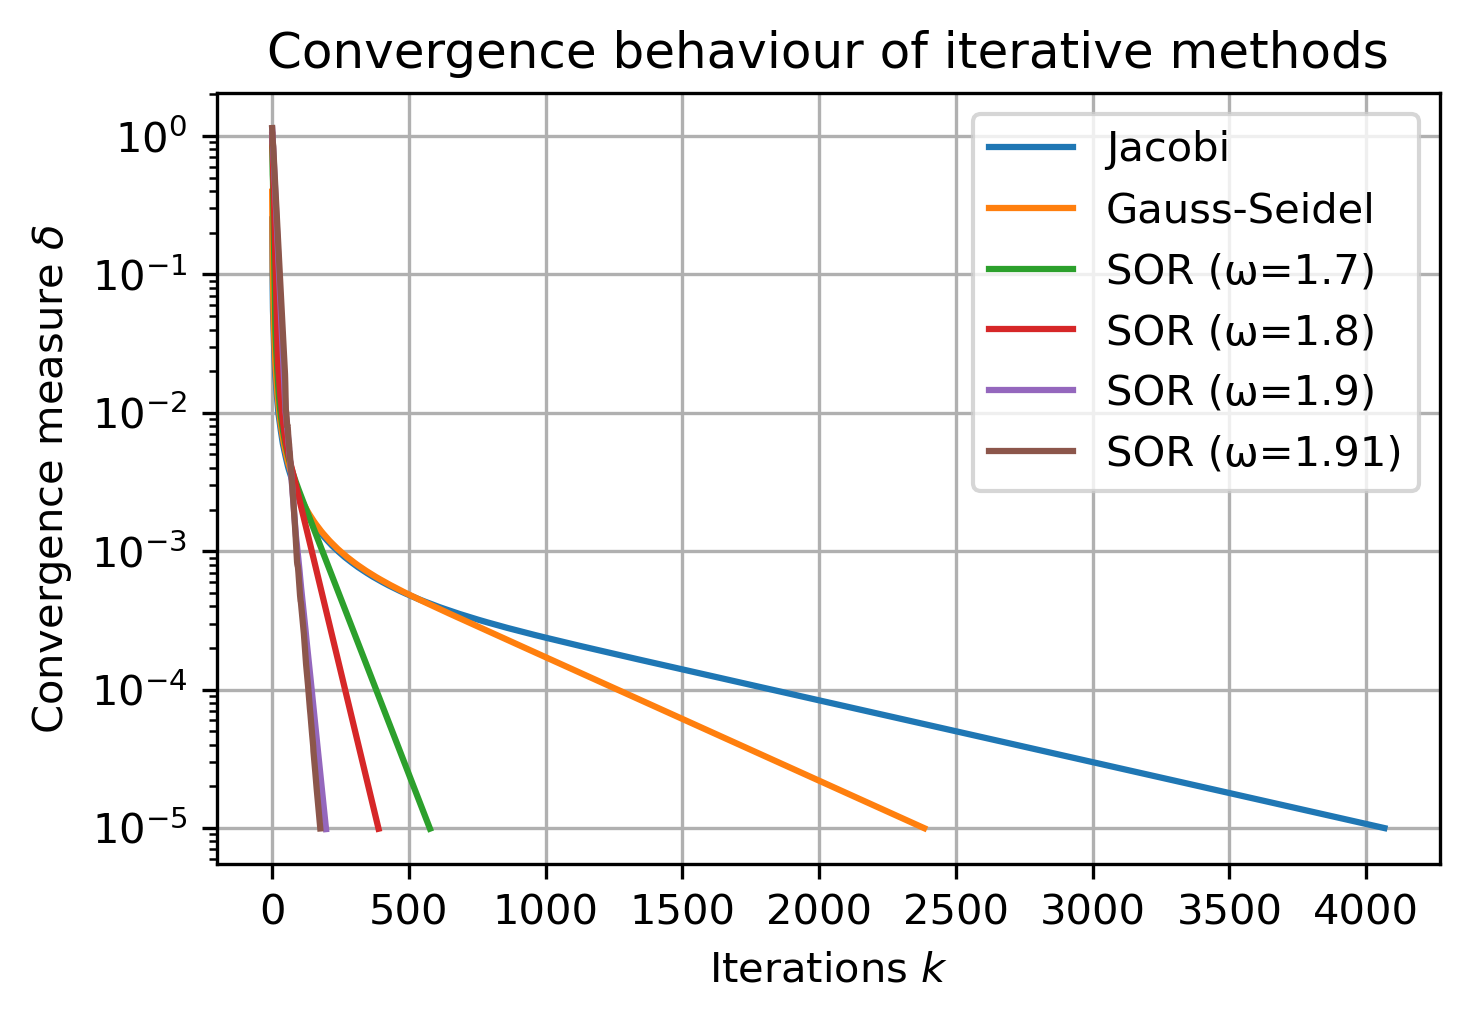 Convergence behaviour of iterative methods
Convergence measure δ
10⁰
10⁻¹
10⁻²
10⁻³
10⁻⁴
10⁻⁵
Jacobi
Gauss-Seidel
SOR (ω=1.7)
SOR (ω=1.8)
SOR (ω=1.9)
SOR (ω=1.91)
0 500 1000 1500 2000 2500 3000 3500 4000
Iterations k